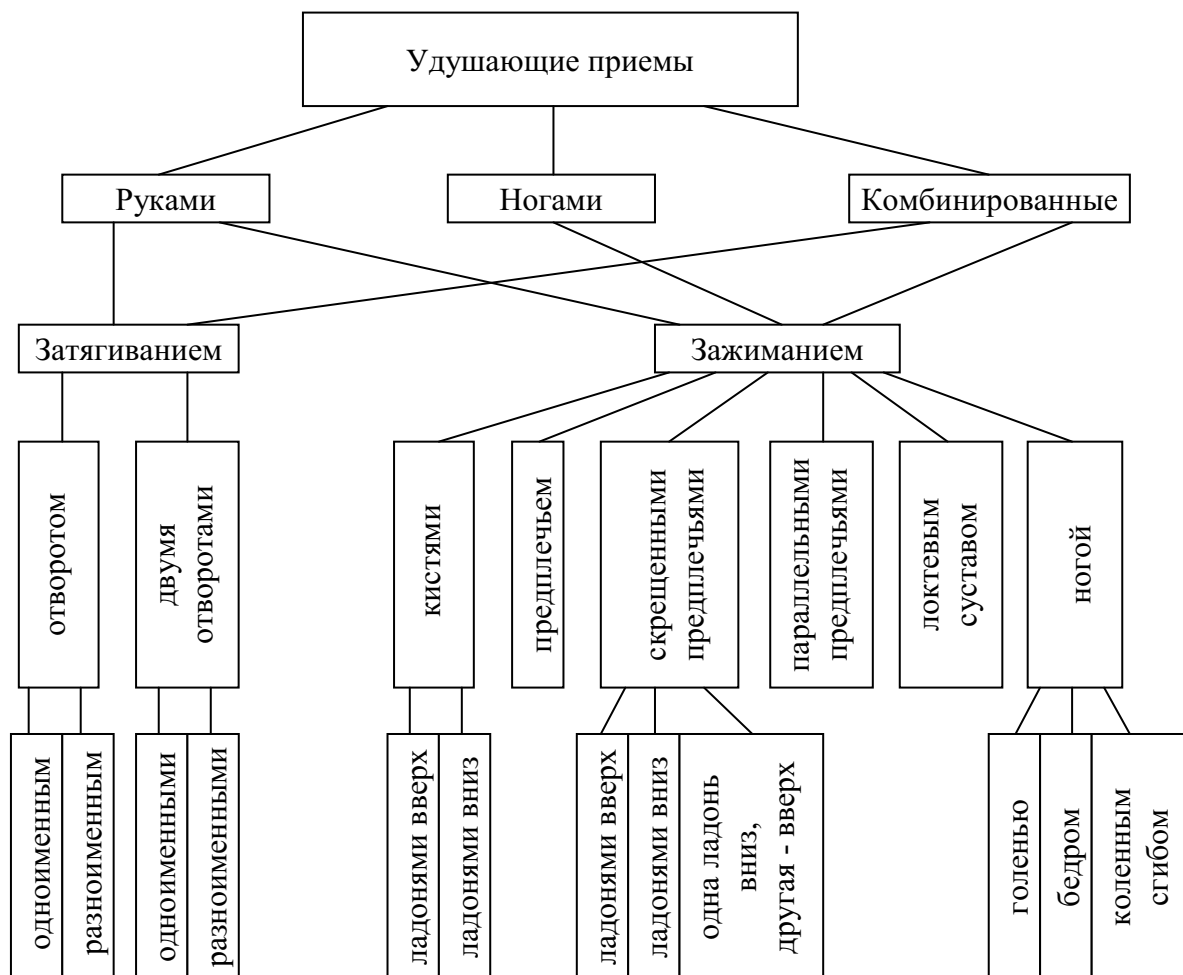 Удушающие приемы
Руками
Ногами
Комбинированные
Затягиванием
Зажиманием
отворотом
двумя
отворотами
кистями
предплечьем
скрещенными
предплечьями
параллельными
предплечьями
локтевым
суставом
ногой
одноименным
разноименным
одноименными
разноименными
ладонями вверх
ладонями вниз
ладонями вверх
ладонями вниз
одна ладонь
вниз,
другая - вверх
голенью
бедром
коленным
сгибом